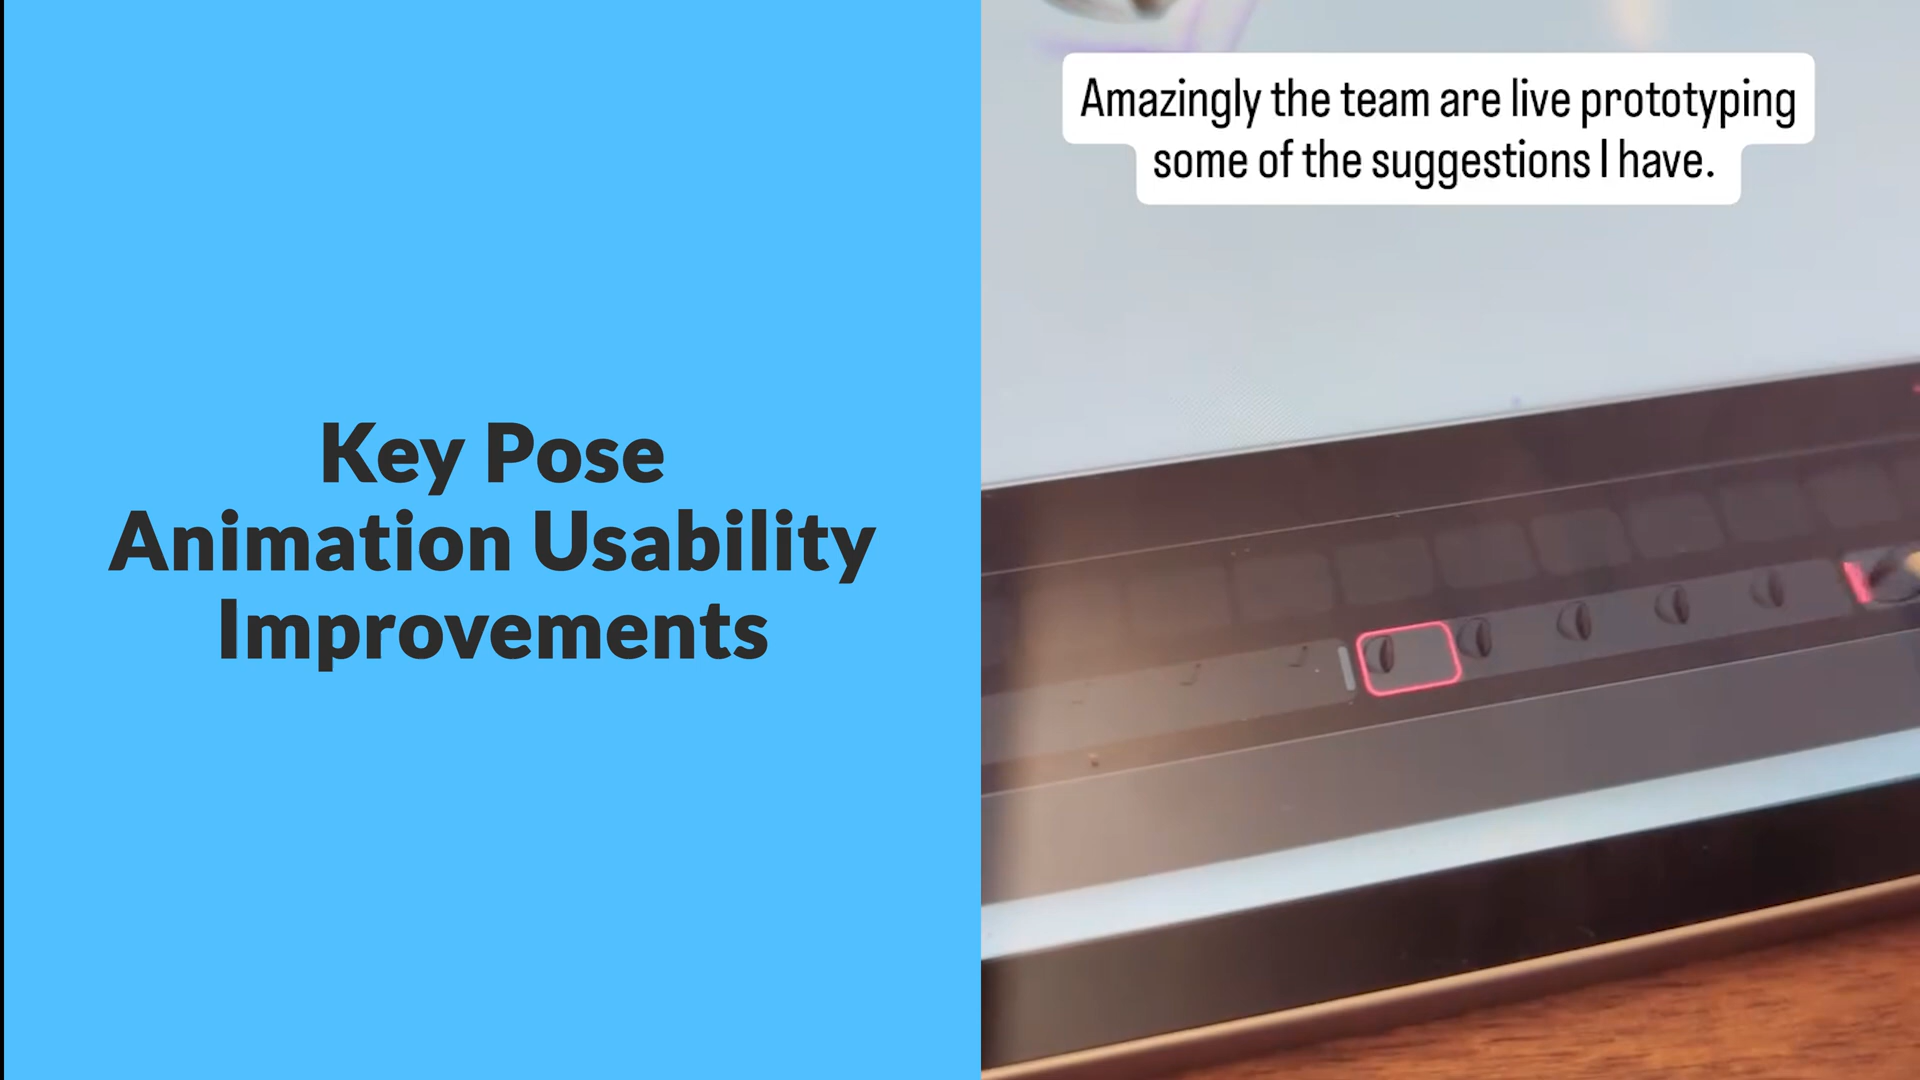 Key Pose
Animation Usability
Improvements
Amazingly the team are live prototyping
some of the suggestions I have.